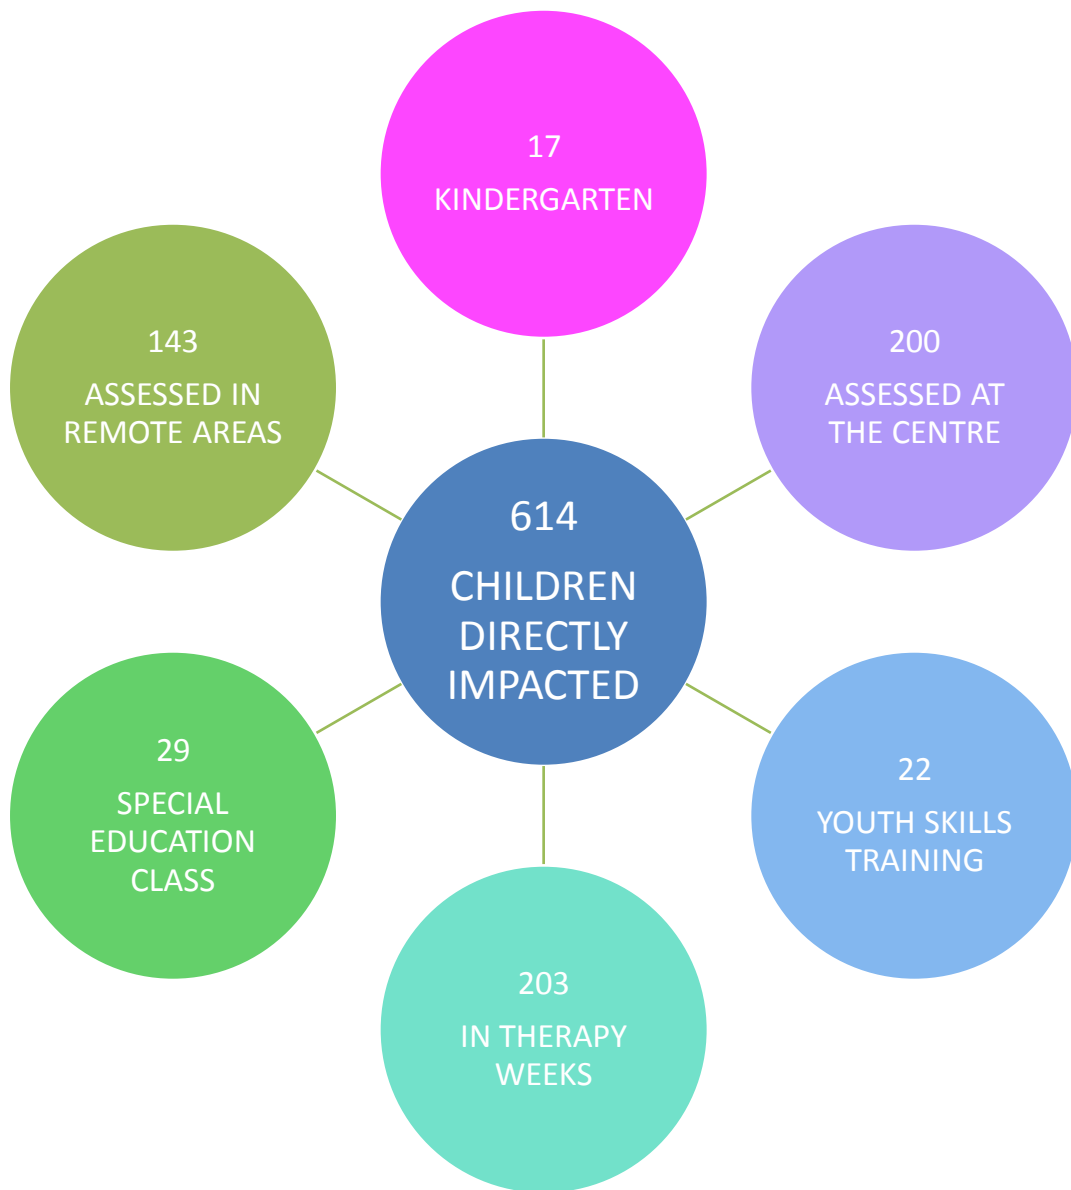 17
KINDERGARTEN
143
ASSESSED IN
REMOTE AREAS
200
ASSESSED AT
THE CENTRE
614
CHILDREN
DIRECTLY
IMPACTED
29
SPECIAL
EDUCATION
CLASS
22
YOUTH SKILLS
TRAINING
203
IN THERAPY
WEEKS